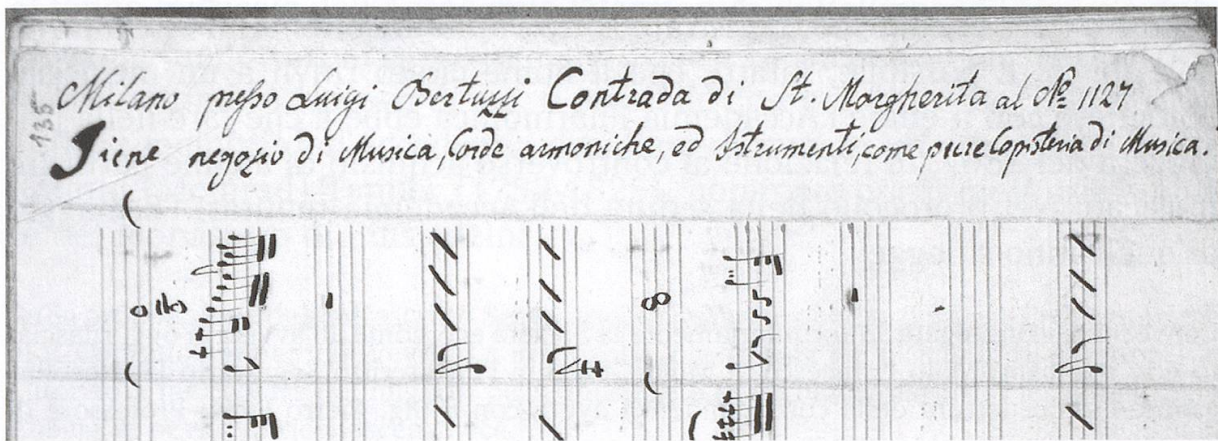 Milano presso Luigi Bertuzzi Contrada di St. Margherita al No. 1127
Tiene negozio di Musica, Corde armoniche, ed Istrumenti, come pure Copisteria di Musica.
135